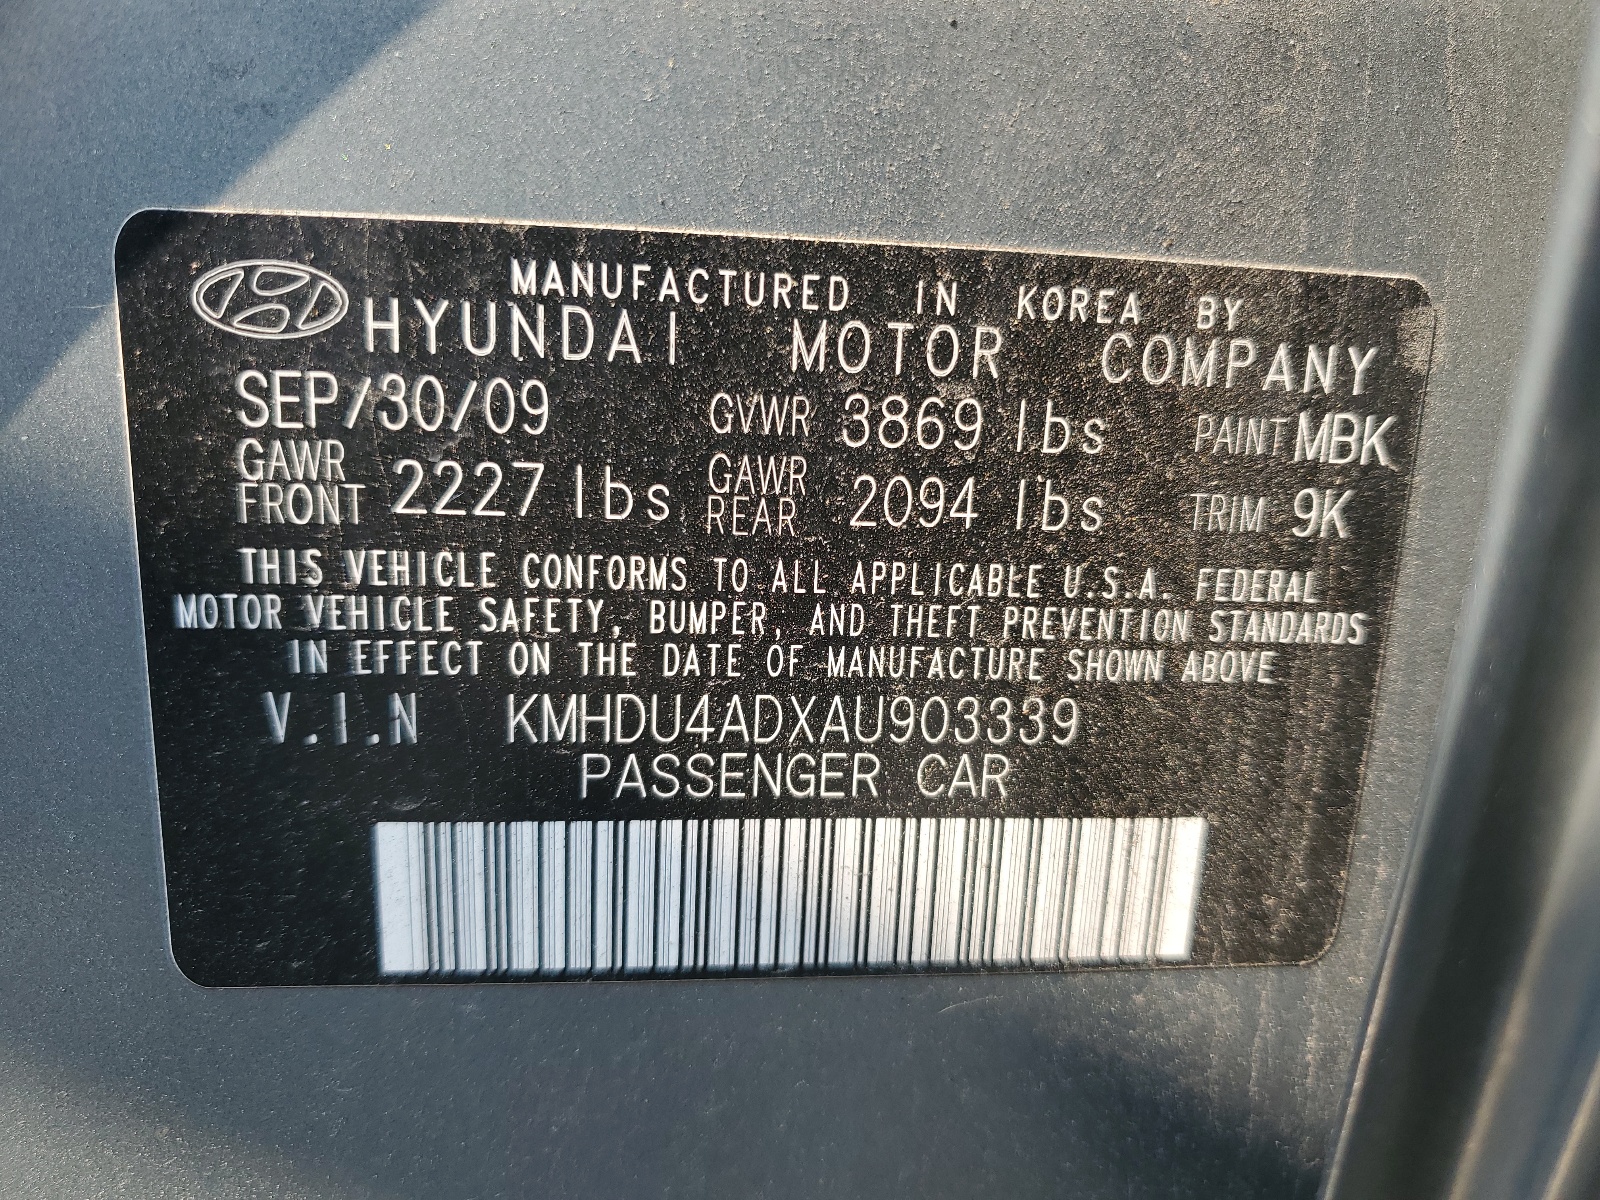 MANUFACTURED IN KOREA BY
HYUNDAI MOTOR COMPANY
SEP/30/09 GVWR 3869 lbs PAINT MBK
GAWR FRONT 2227 lbs GAWR REAR 2094 lbs TRIM 9K
THIS VEHICLE CONFORMS TO ALL APPLICABLE U.S.A. FEDERAL
MOTOR VEHICLE SAFETY, BUMPER, AND THEFT PREVENTION STANDARDS
IN EFFECT ON THE DATE OF MANUFACTURE SHOWN ABOVE
V.I.N KMHDU4ADXAU903339
PASSENGER CAR